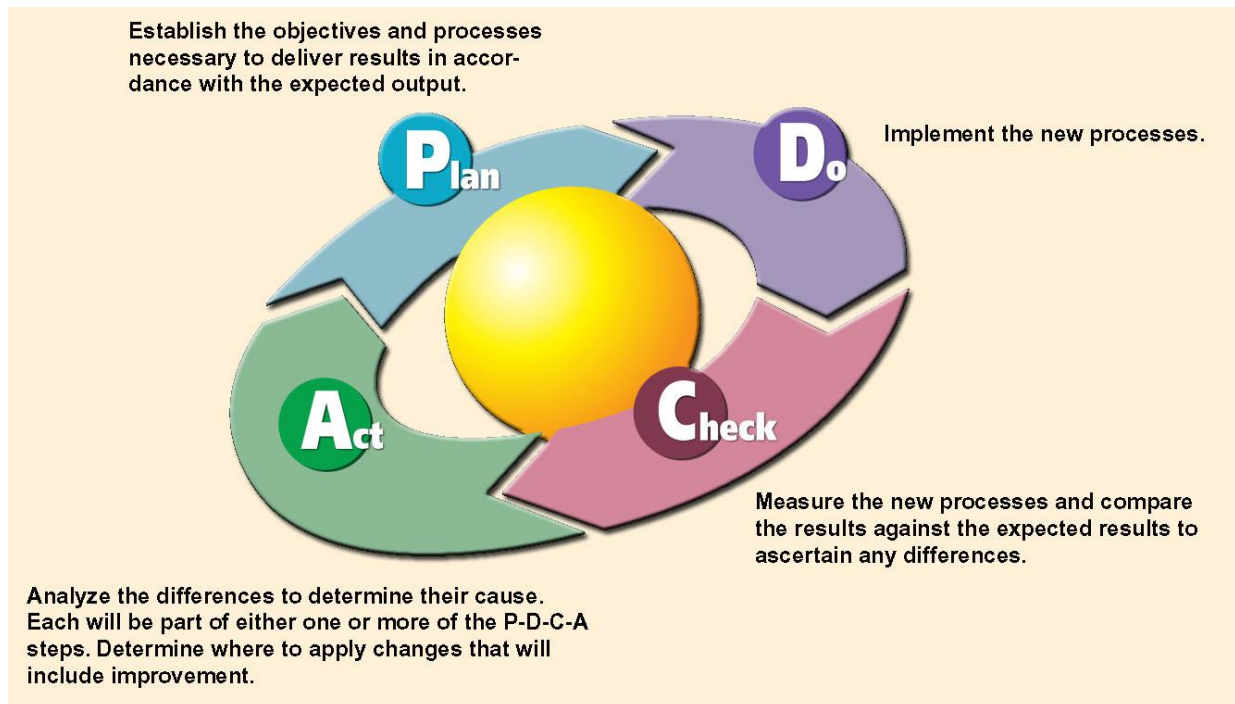 Establish the objectives and processes
necessary to deliver results in accor-
dance with the expected output.
Plan
Do
Implement the new processes.
Act
Check
Measure the new processes and compare
the results against the expected results to
ascertain any differences.
Analyze the differences to determine their cause.
Each will be part of either one or more of the P-D-C-A
steps. Determine where to apply changes that will
include improvement.